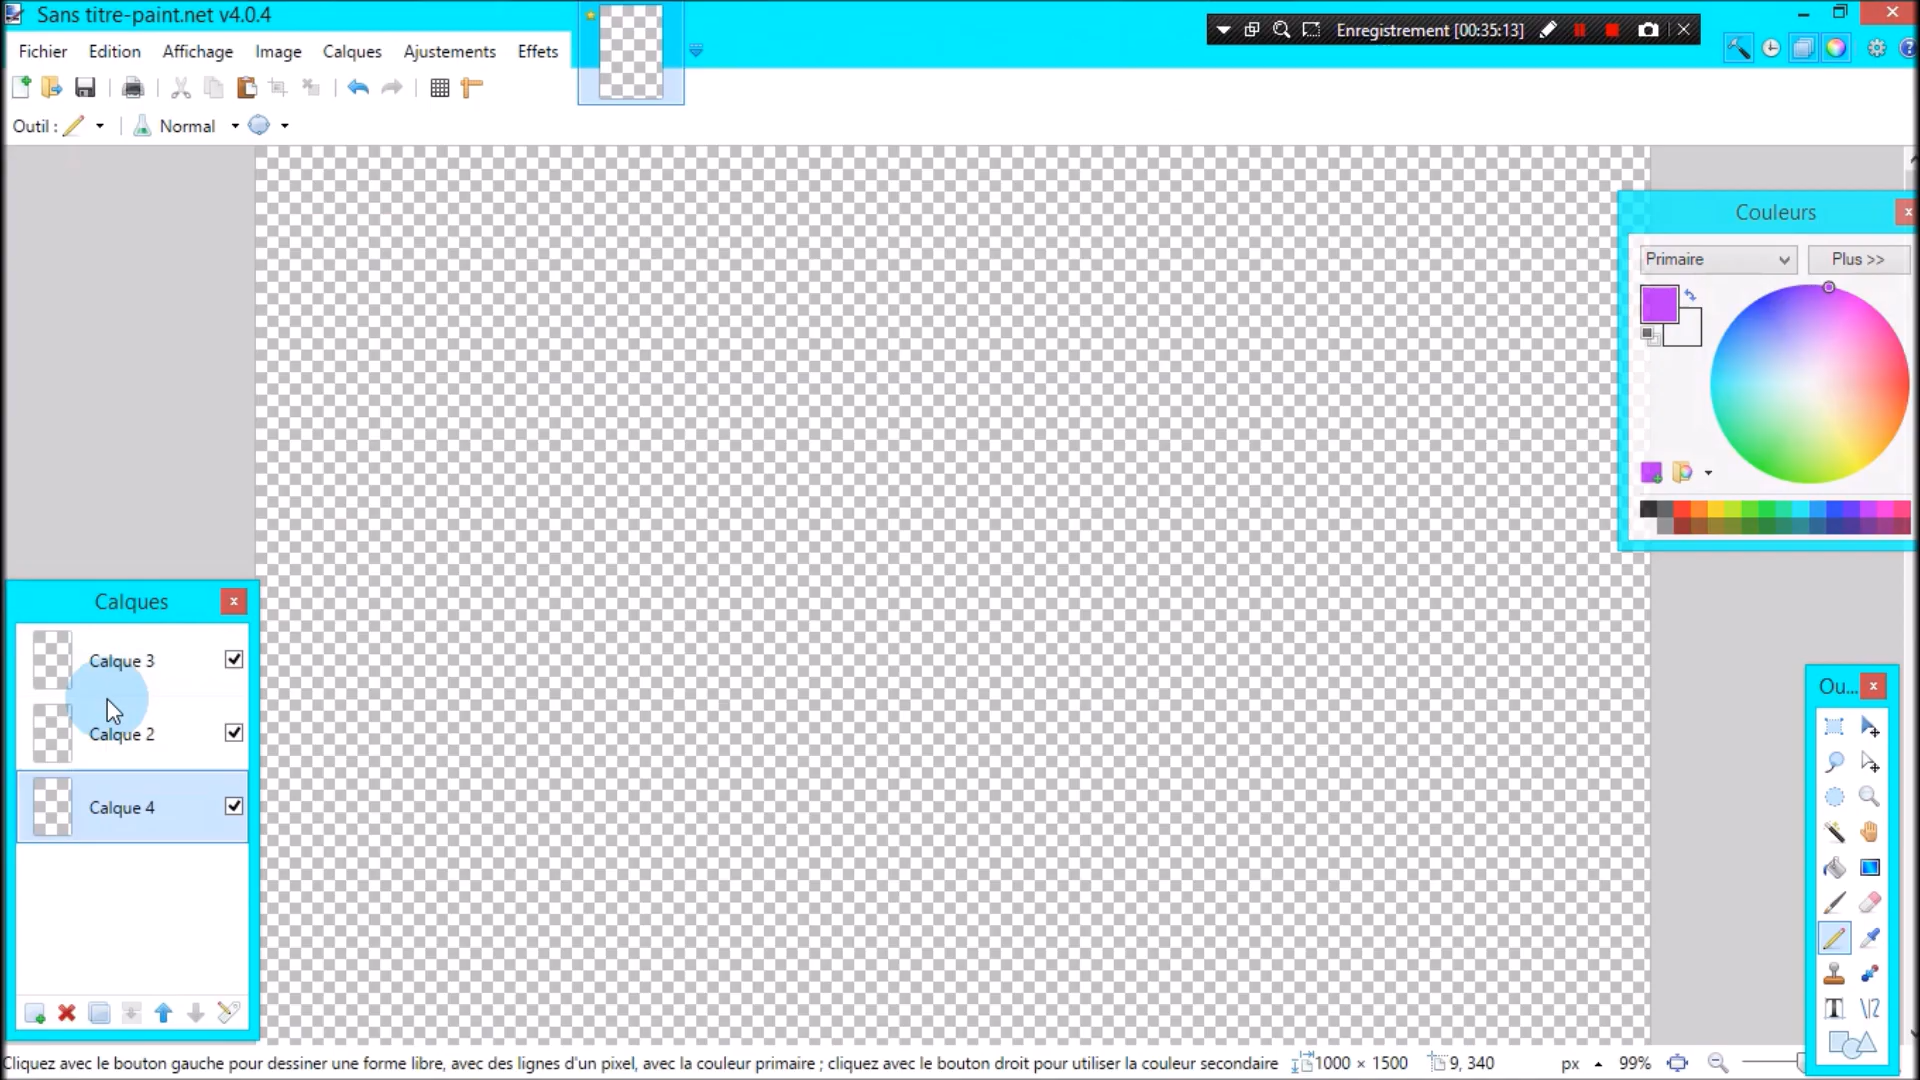 Sans titre-paint.net v4.0.4
Enregistrement [00:35:13]
Fichier Edition Affichage Image Calques Ajustements Effets
Outil : Normal
Couleurs
Primaire Plus >>
Calques
Calque 3
Calque 2
Calque 4
Ou...
Cliquez avec le bouton gauche pour dessiner une forme libre, avec des lignes d'un pixel, avec la couleur primaire ; cliquez avec le bouton droit pour utiliser la couleur secondaire 1000 × 1500 9, 340 px 99%